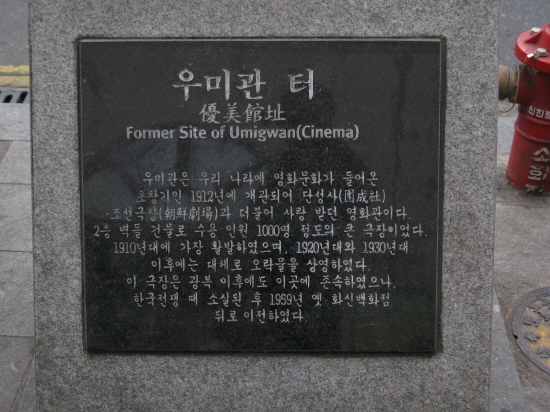 우미관 터
優美館址
Former Site of Umigwan(Cinema)
우미관은 우리 나라에 영화문화가 들어온
초창기인 1912년에 개관되어 단성사(團成社)
·조선극장(朝鮮劇場)과 더불어 사랑 받던 영화관이다.
2층 벽돌 건물로 수용 인원 1000명 정도의 큰 극장이었다.
1910년대에 가장 활발하였으며, 1920년대와 1930년대
이후에는 대체로 오락물을 상영하였다.
이 극장은 광복 이후에도 이곳에 존속하였으나,
한국전쟁 때 소실된 후 1959년 옛 화신백화점
뒤로 이전하였다.
소
화